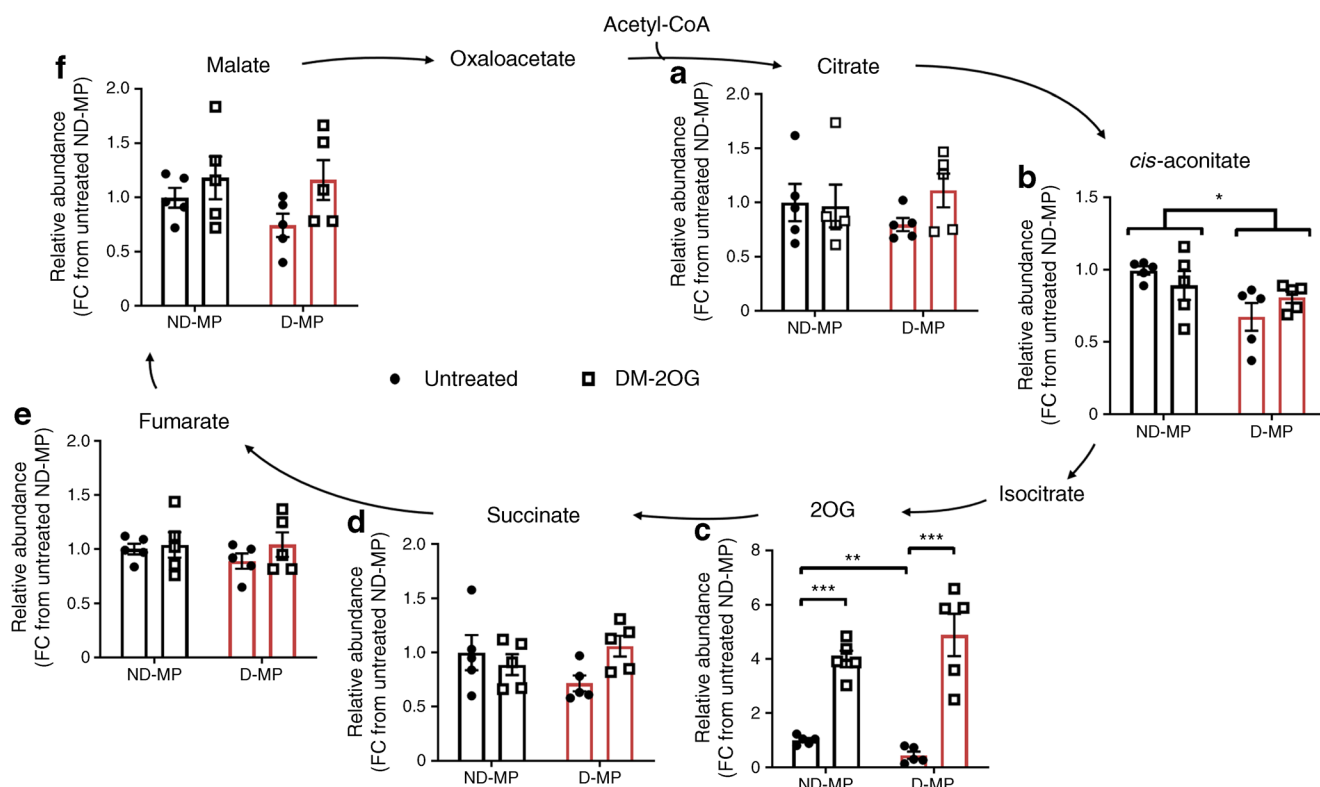 Acetyl-CoA
f
Malate
Oxaloacetate
a
Citrate
Relative abundance
(FC from untreated ND-MP)
2.0
1.5
1.0
0.5
0
ND-MP
D-MP
Relative abundance
(FC from untreated ND-MP)
2.0
1.5
1.0
0.5
0
ND-MP
D-MP
b
cis-aconitate
Relative abundance
(FC from untreated ND-MP)
1.5
1.0
0.5
0
*
ND-MP
D-MP
Untreated
DM-2OG
e
Fumarate
Relative abundance
(FC from untreated ND-MP)
2.0
1.5
1.0
0.5
0
ND-MP
D-MP
d
Succinate
Relative abundance
(FC from untreated ND-MP)
2.0
1.5
1.0
0.5
0
ND-MP
D-MP
Isocitrate
c
2OG
Relative abundance
(FC from untreated ND-MP)
8
6
4
2
0
***
**
***
ND-MP
D-MP